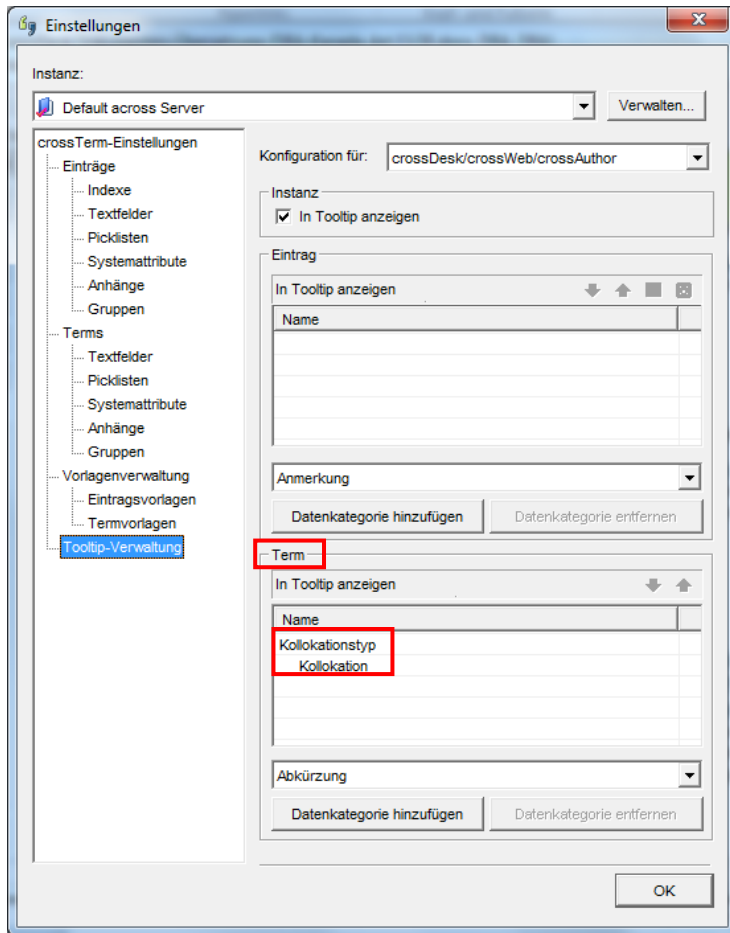 Einstellungen
Instanz:
Default across Server
Verwalten...
crossTerm-Einstellungen
Einträge
Indexe
Textfelder
Picklisten
Systemattribute
Anhänge
Gruppen
Terms
Textfelder
Picklisten
Systemattribute
Anhänge
Gruppen
Vorlagenverwaltung
Eintragsvorlagen
Termvorlagen
Tooltip-Verwaltung
Konfiguration für:
crossDesk/crossWeb/crossAuthor
Instanz
In Tooltip anzeigen
Eintrag
In Tooltip anzeigen
Name
Anmerkung
Datenkategorie hinzufügen
Datenkategorie entfernen
Term
In Tooltip anzeigen
Name
Kollokationstyp
Kollokation
Abkürzung
Datenkategorie hinzufügen
Datenkategorie entfernen
OK